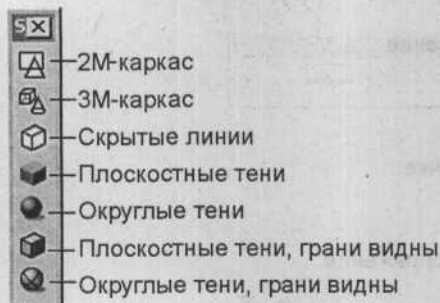 S
2М-каркас
3М-каркас
Скрытые линии
Плоскостные тени
Округлые тени
Плоскостные тени, грани видны
Округлые тени, грани видны